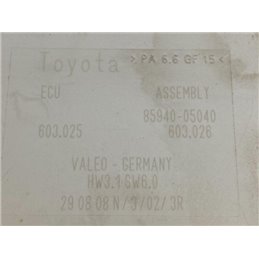 Toyota >PA 6.6 GF 15<
ECU ASSEMBLY
85940-05040
603.025 603.026
VALEO - GERMANY
HW3.1 SW6.0
29 08 08 N/3/02/3R